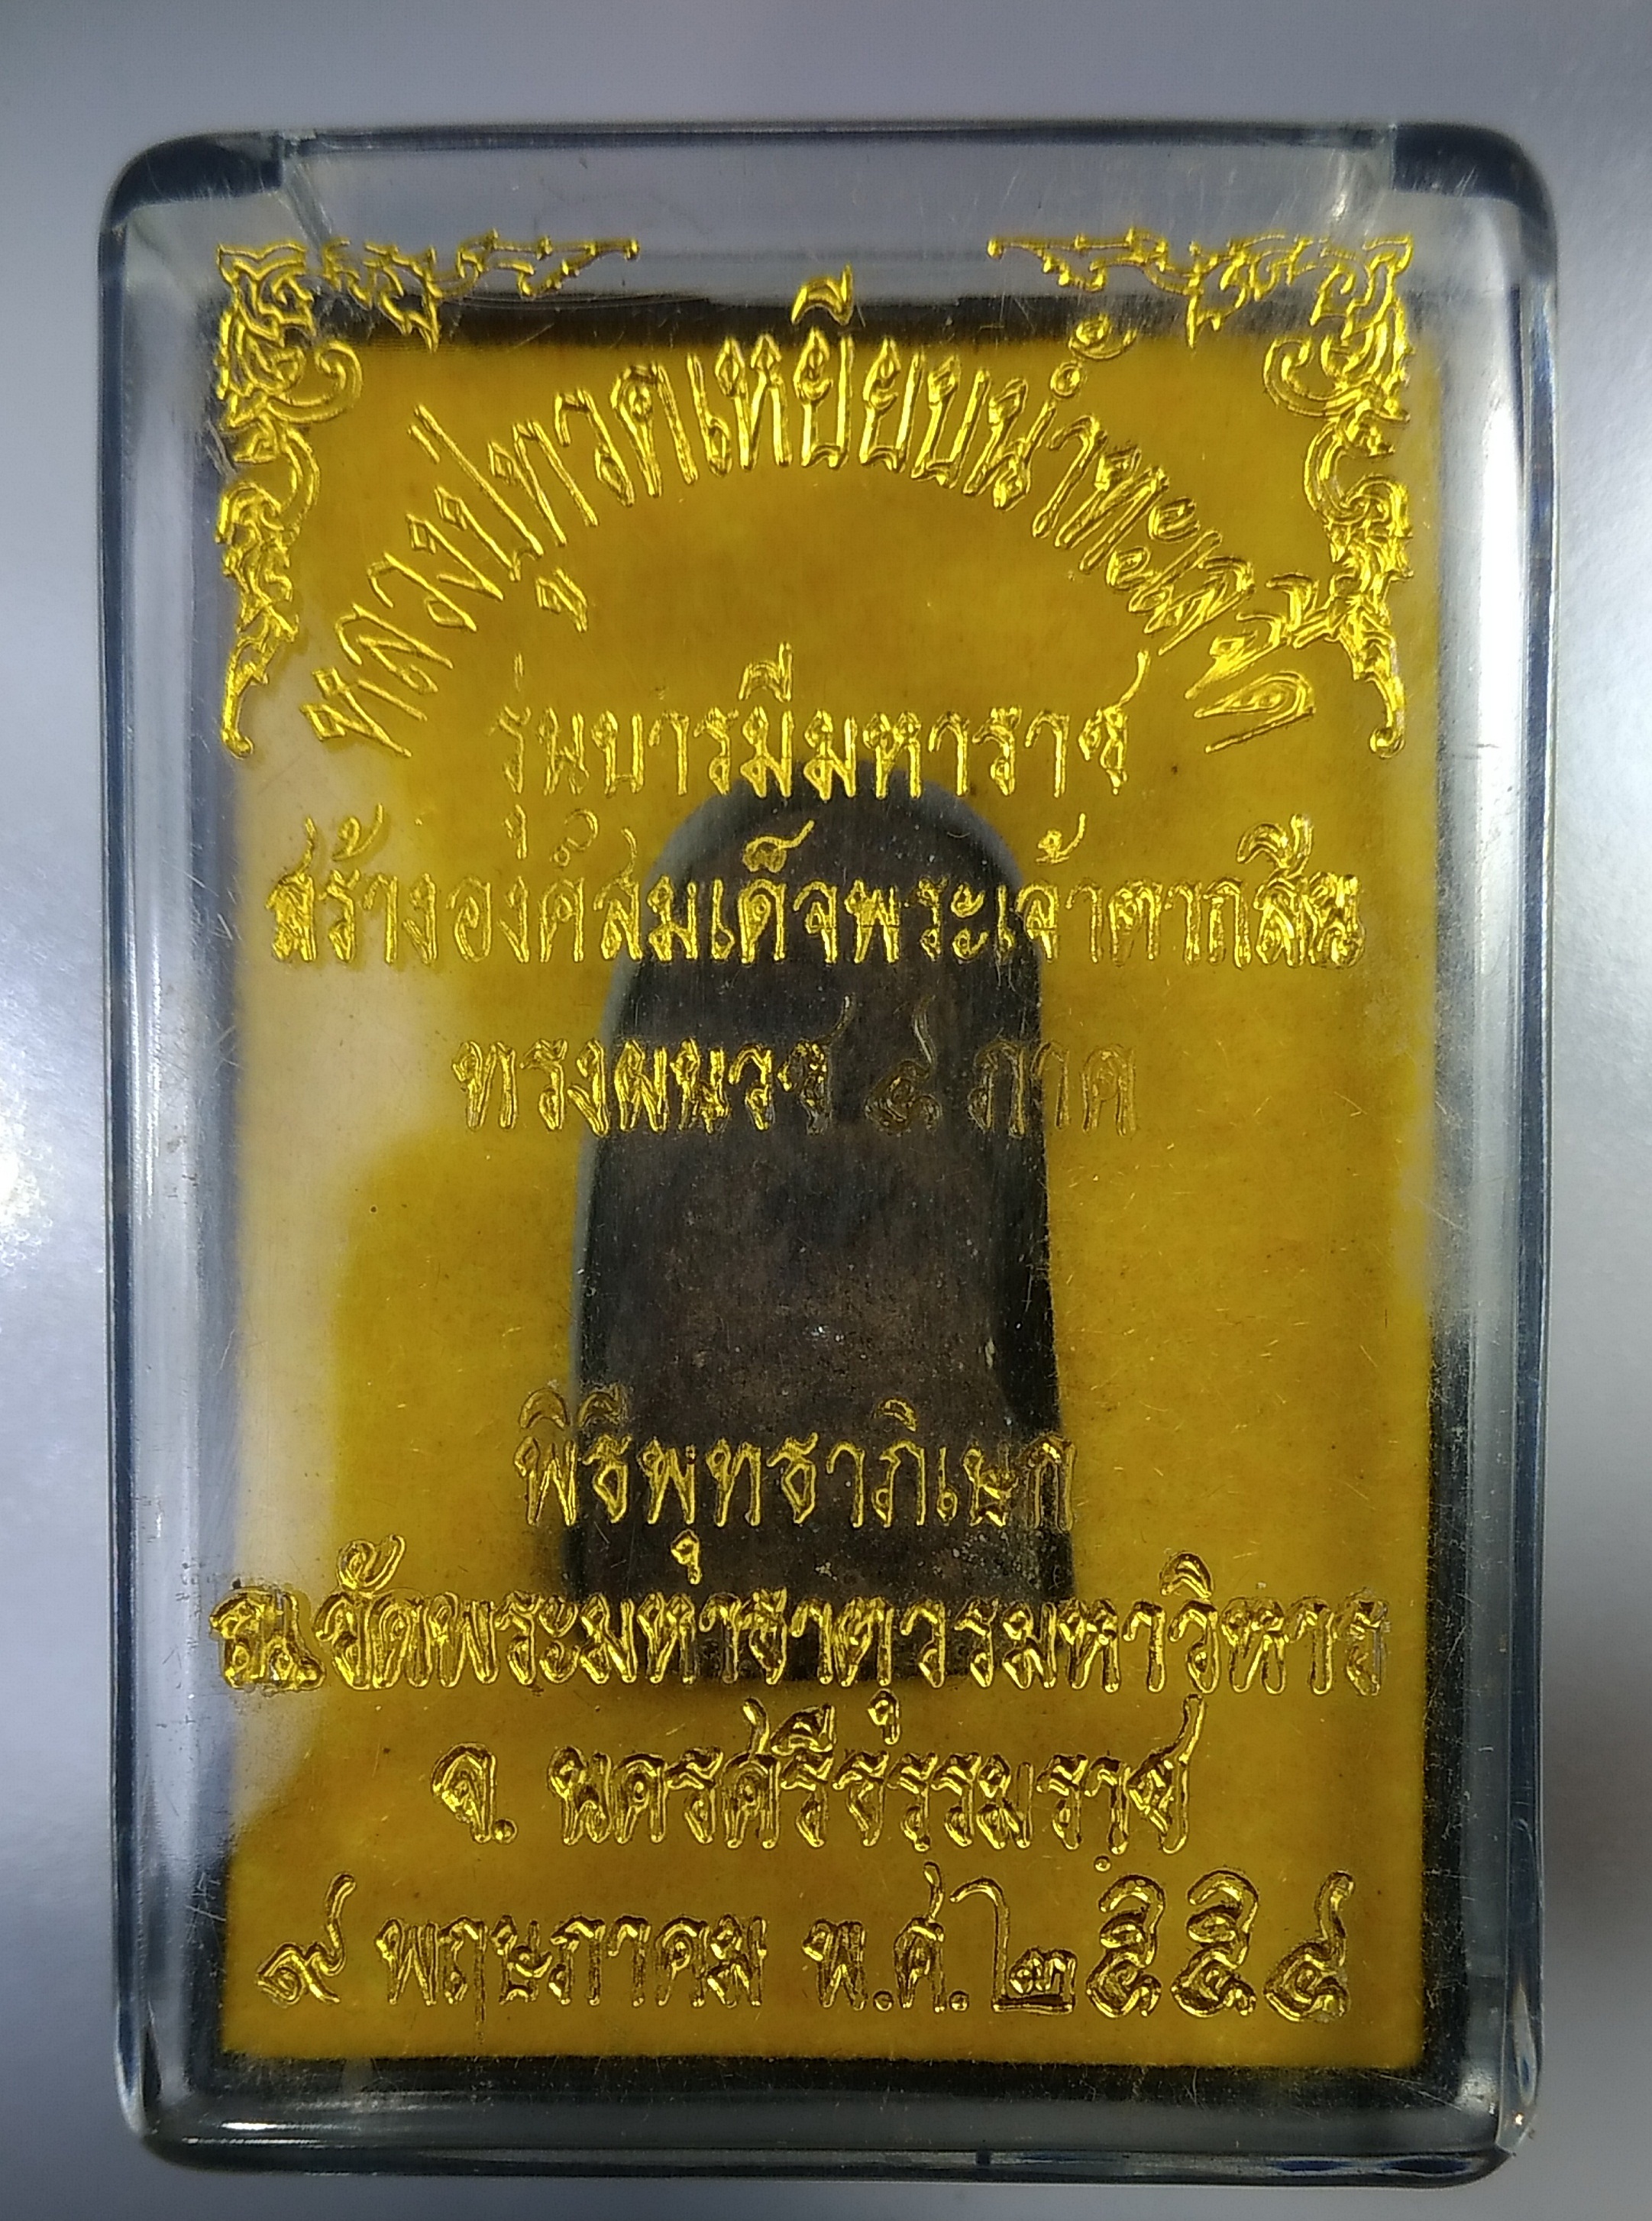 หลวงปู่ทวดเหยียบน้ำทะเลจืด
รุ่นบารมีมหาราช
สร้างองค์สมเด็จพระเจ้าตากสิน
ทรงผนวช ๔ ภาค
พิธีพุทธาภิเษก
ณ.วัดพระมหาธาตุวรมหาวิหาร
จ. นครศรีธรรมราช
๙ พฤษภาคม พ.ศ.๒๕๕๔